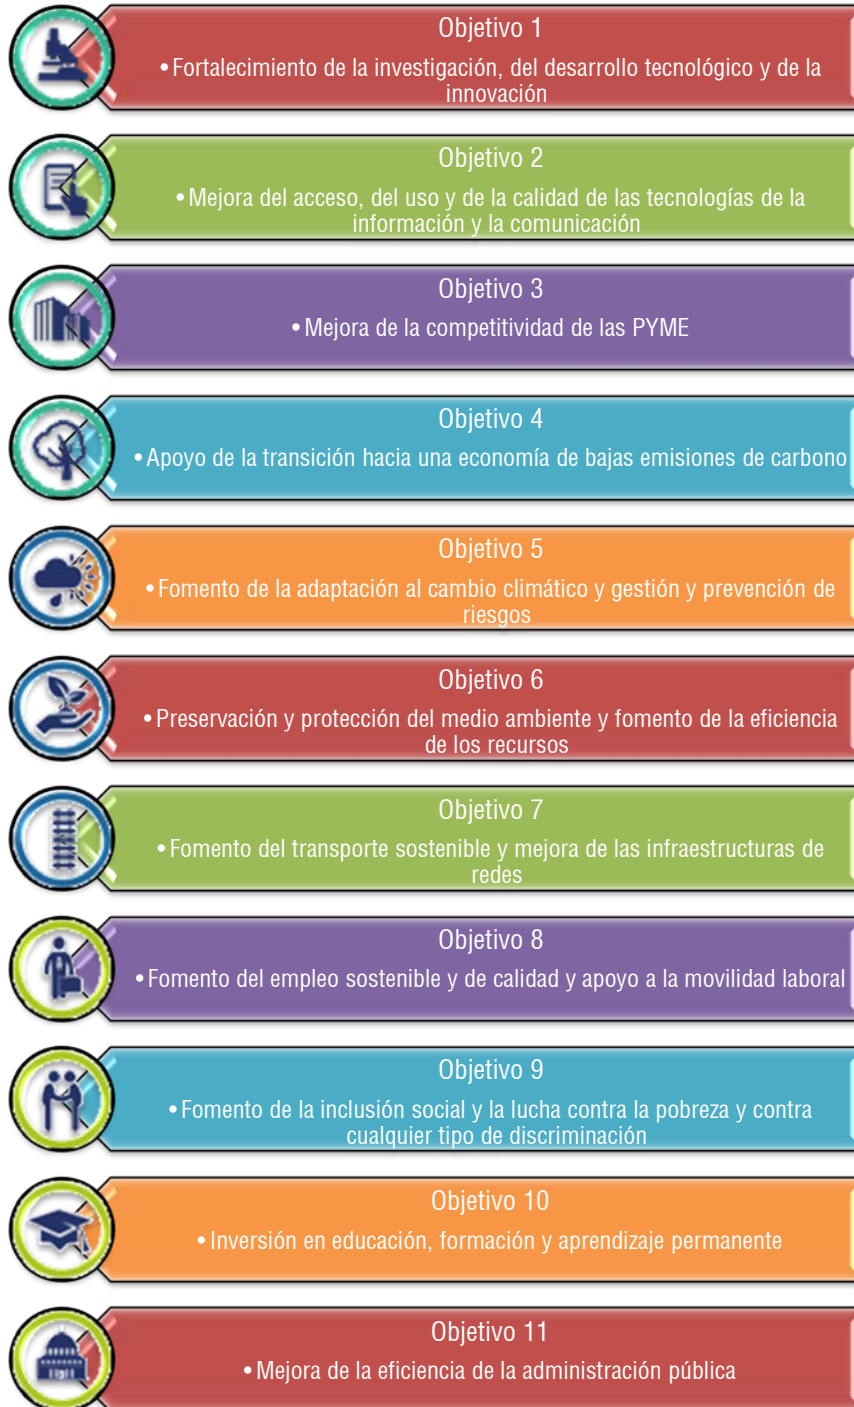 Objetivo 1
•Fortalecimiento de la investigación, del desarrollo tecnológico y de la
innovación
Objetivo 2
•Mejora del acceso, del uso y de la calidad de las tecnologías de la
información y la comunicación
Objetivo 3
•Mejora de la competitividad de las PYME
Objetivo 4
•Apoyo de la transición hacia una economía de bajas emisiones de carbono
Objetivo 5
•Fomento de la adaptación al cambio climático y gestión y prevención de
riesgos
Objetivo 6
•Preservación y protección del medio ambiente y fomento de la eficiencia
de los recursos
Objetivo 7
•Fomento del transporte sostenible y mejora de las infraestructuras de
redes
Objetivo 8
•Fomento del empleo sostenible y de calidad y apoyo a la movilidad laboral
Objetivo 9
•Fomento de la inclusión social y la lucha contra la pobreza y contra
cualquier tipo de discriminación
Objetivo 10
•Inversión en educación, formación y aprendizaje permanente
Objetivo 11
•Mejora de la eficiencia de la administración pública